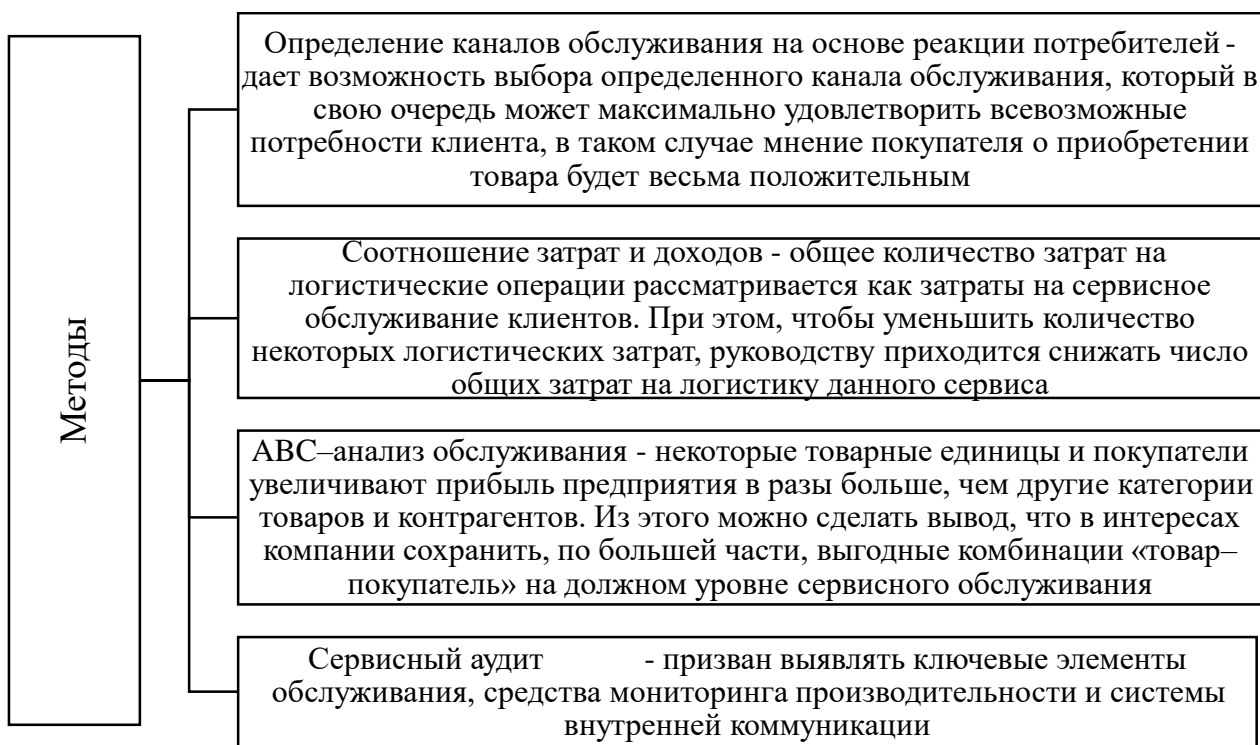 Методы
Определение каналов обслуживания на основе реакции потребителей -
дает возможность выбора определенного канала обслуживания, который в
свою очередь может максимально удовлетворить всевозможные
потребности клиента, в таком случае мнение покупателя о приобретении
товара будет весьма положительным
Соотношение затрат и доходов - общее количество затрат на
логистические операции рассматривается как затраты на сервисное
обслуживание клиентов. При этом, чтобы уменьшить количество
некоторых логистических затрат, руководству приходится снижать число
общих затрат на логистику данного сервиса
АВС–анализ обслуживания - некоторые товарные единицы и покупатели
увеличивают прибыль предприятия в разы больше, чем другие категории
товаров и контрагентов. Из этого можно сделать вывод, что в интересах
компании сохранить, по большей части, выгодные комбинации «товар–
покупатель» на должном уровне сервисного обслуживания
Сервисный аудит - призван выявлять ключевые элементы
обслуживания, средства мониторинга производительности и системы
внутренней коммуникации